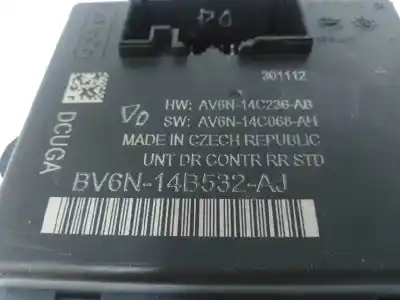 301112
HW: AV6N-14C236-AB
SW: AV6N-14C068-AH
MADE IN CZECH REPUBLIC
UNT DR CONTR RR STD
BV6N-14B532-AJ
DCUGA